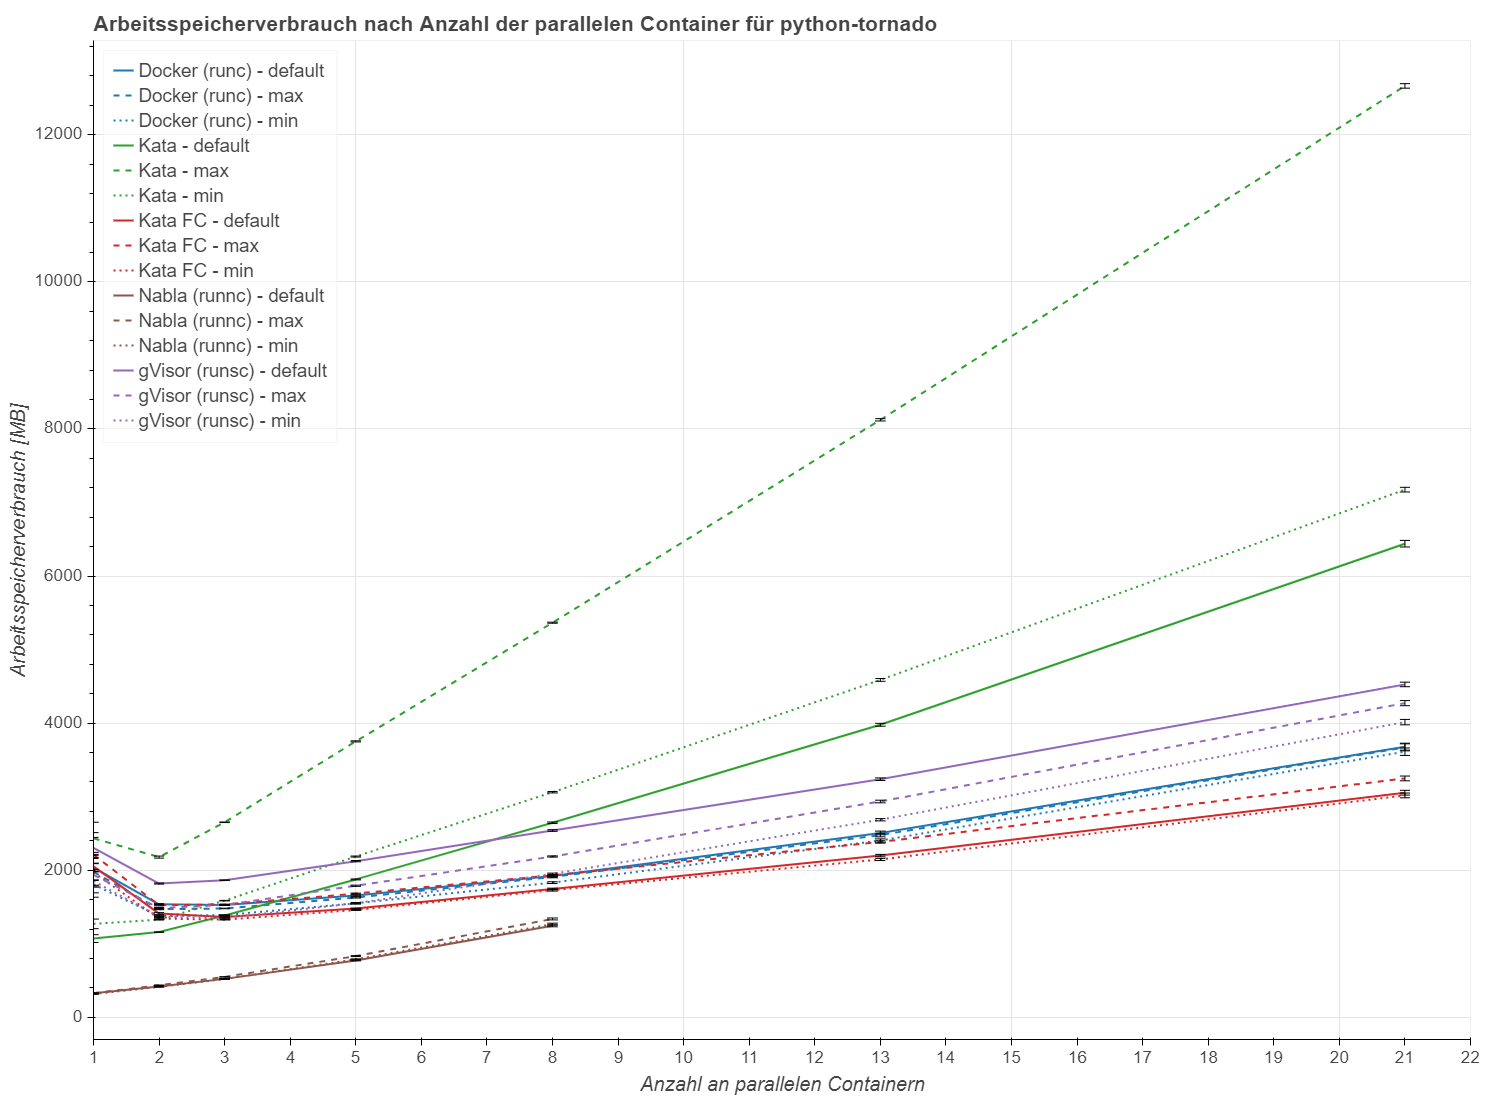 Arbeitsspeicherverbrauch nach Anzahl der parallelen Container für python-tornado
Docker (runc) - default
Docker (runc) - max
Docker (runc) - min
Kata - default
Kata - max
Kata - min
Kata FC - default
Kata FC - max
Kata FC - min
Nabla (runnc) - default
Nabla (runnc) - max
Nabla (runnc) - min
gVisor (runsc) - default
gVisor (runsc) - max
gVisor (runsc) - min
Arbeitsspeicherverbrauch [MB]
12000
10000
8000
6000
4000
2000
0
1 2 3 4 5 6 7 8 9 10 11 12 13 14 15 16 17 18 19 20 21 22
Anzahl an parallelen Containern